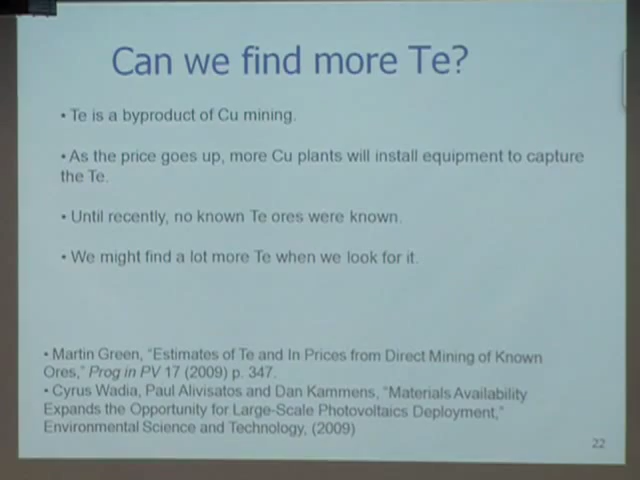 Can we find more Te?
• Te is a byproduct of Cu mining.
• As the price goes up, more Cu plants will install equipment to capture
the Te.
• Until recently, no known Te ores were known.
• We might find a lot more Te when we look for it.
• Martin Green, “Estimates of Te and In Prices from Direct Mining of Known
Ores,” Prog in PV 17 (2009) p. 347.
• Cyrus Wadia, Paul Alivisatos and Dan Kammens, “Materials Availability
Expands the Opportunity for Large-Scale Photovoltaics Deployment,”
Environmental Science and Technology, (2009)
22